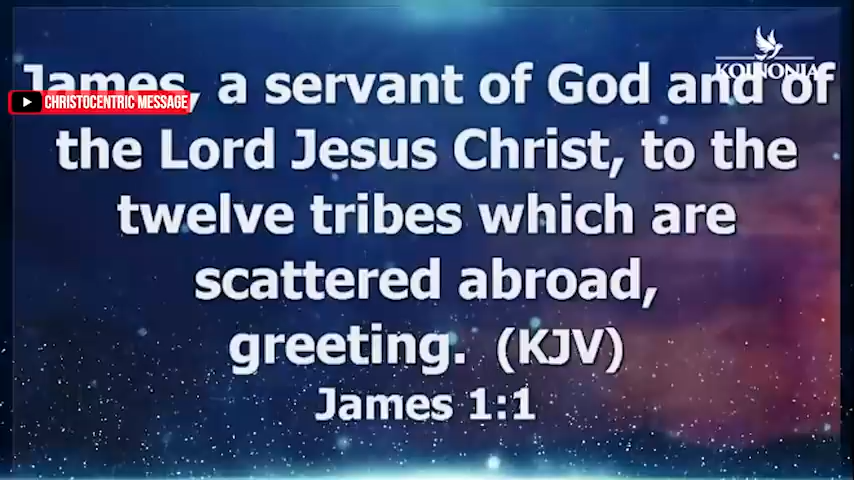 James, a servant of God and of
the Lord Jesus Christ, to the
twelve tribes which are
scattered abroad,
greeting. (KJV)
James 1:1
CHRISTOCENTRIC MESSAGE
KOINONIA